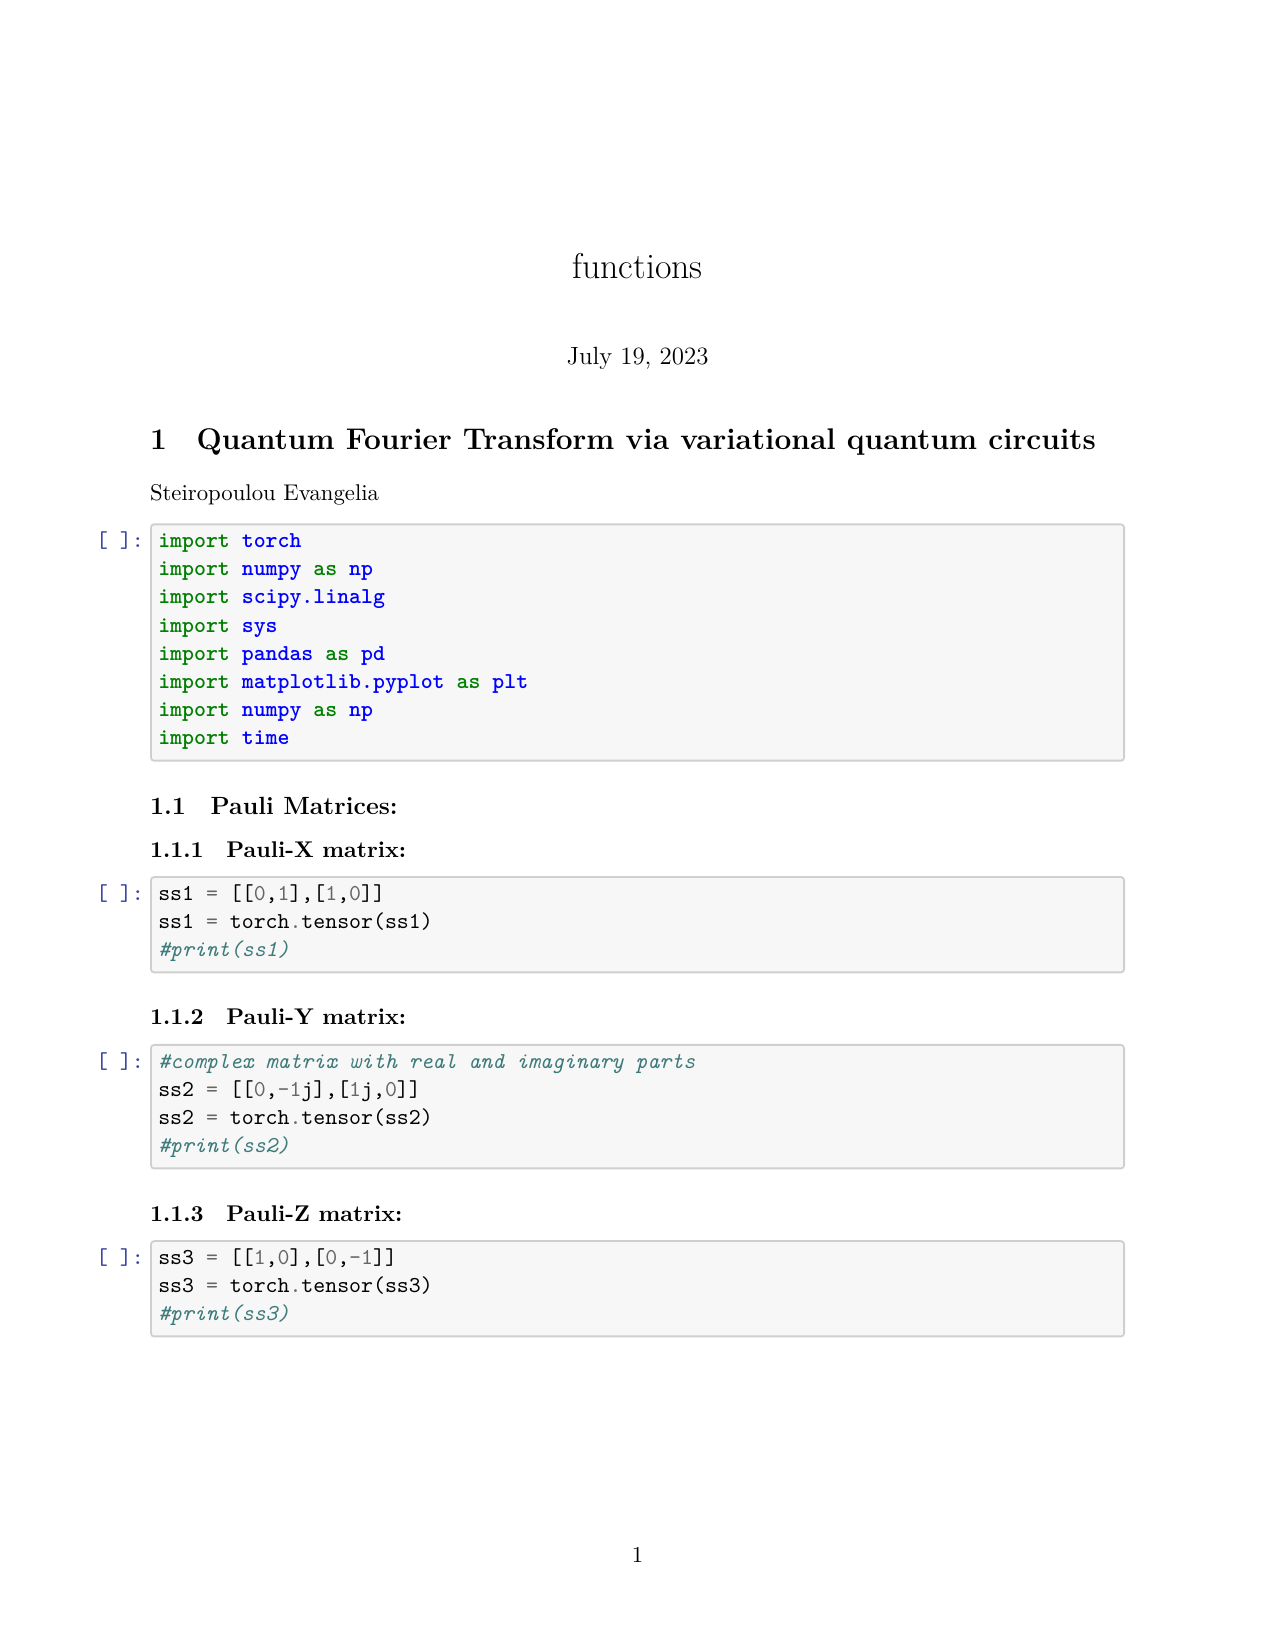 functions
July 19, 2023
1 Quantum Fourier Transform via variational quantum circuits
Steiropoulou Evangelia
[ ]: import torch
import numpy as np
import scipy.linalg
import sys
import pandas as pd
import matplotlib.pyplot as plt
import numpy as np
import time
1.1 Pauli Matrices:
1.1.1 Pauli-X matrix:
[ ]: ss1 = [[0,1],[1,0]]
ss1 = torch.tensor(ss1)
#print(ss1)
1.1.2 Pauli-Y matrix:
[ ]: #complex matrix with real and imaginary parts
ss2 = [[0,-1j],[1j,0]]
ss2 = torch.tensor(ss2)
#print(ss2)
1.1.3 Pauli-Z matrix:
[ ]: ss3 = [[1,0],[0,-1]]
ss3 = torch.tensor(ss3)
#print(ss3)
1